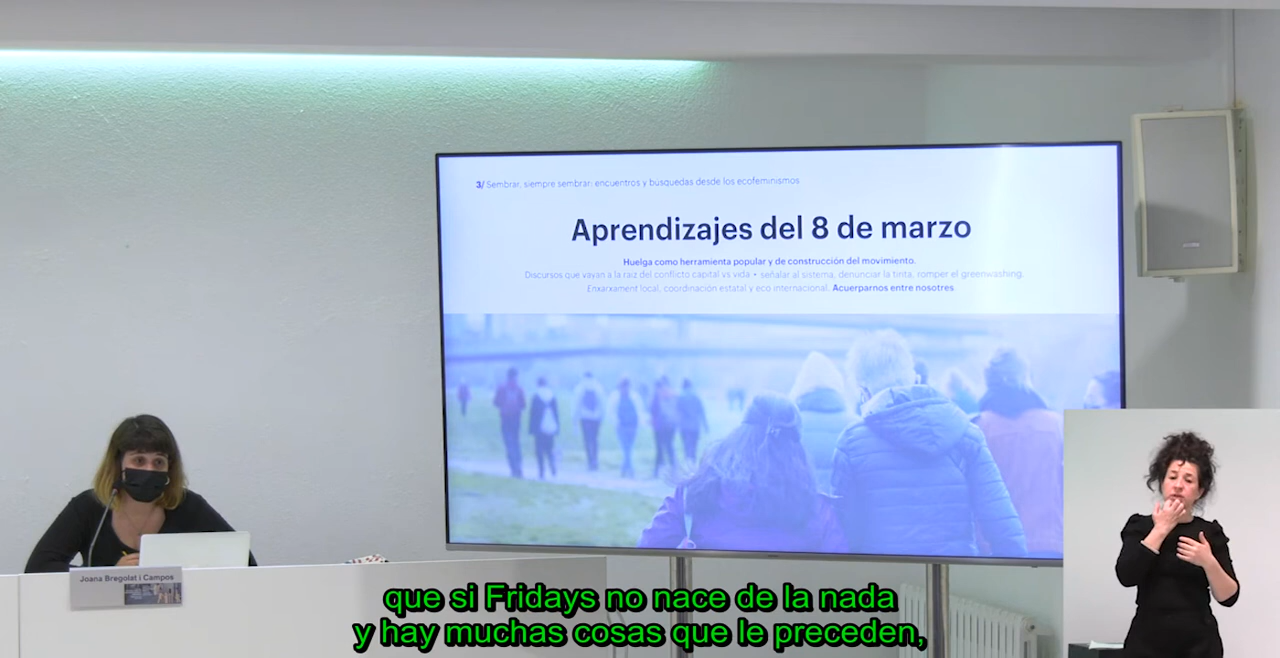 3/ Sembrar, siempre sembrar: encuentros y búsquedas desde los ecofeminismos
Aprendizajes del 8 de marzo
Huelga como herramienta popular y de construcción del movimiento.
Discursos que vayan a la raíz del conflicto capital vs vida • señalar al sistema, denunciar la tinta, romper el greenwashing.
Enxarxament local, coordinación estatal y eco internacional. Acuerparnos entre nosotres.
Joana Bregolat i Campos
que si Fridays no nace de la nada
y hay muchas cosas que le preceden,